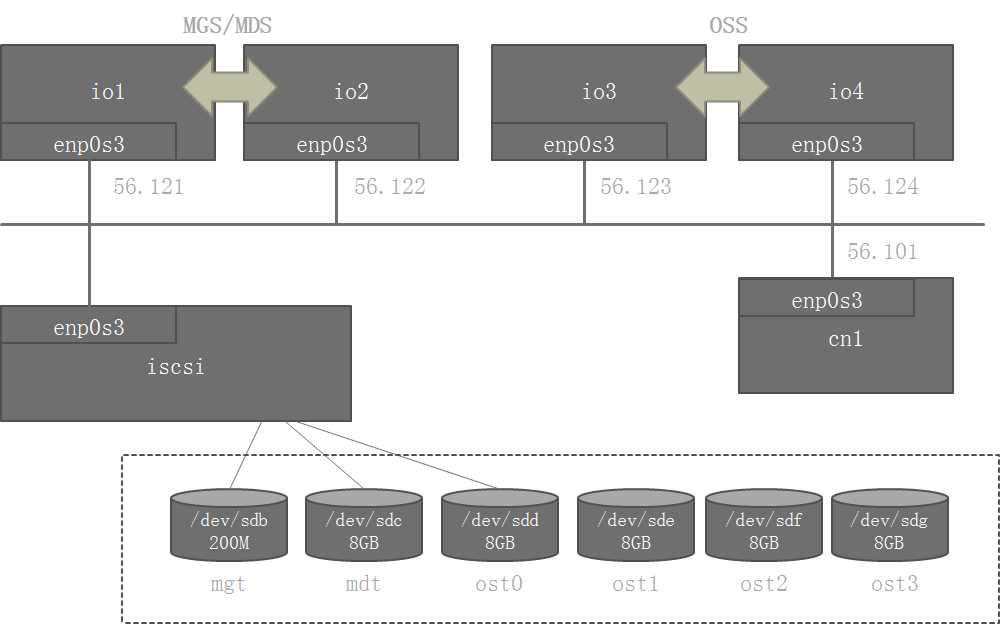 MGS/MDS
OSS
io1
io2
io3
io4
enp0s3
enp0s3
enp0s3
enp0s3
56.121
56.122
56.123
56.124
56.101
enp0s3
cn1
enp0s3
iscsi
/dev/sdb
200M
/dev/sdc
8GB
/dev/sdd
8GB
/dev/sde
8GB
/dev/sdf
8GB
/dev/sdg
8GB
mgt
mdt
ost0
ost1
ost2
ost3